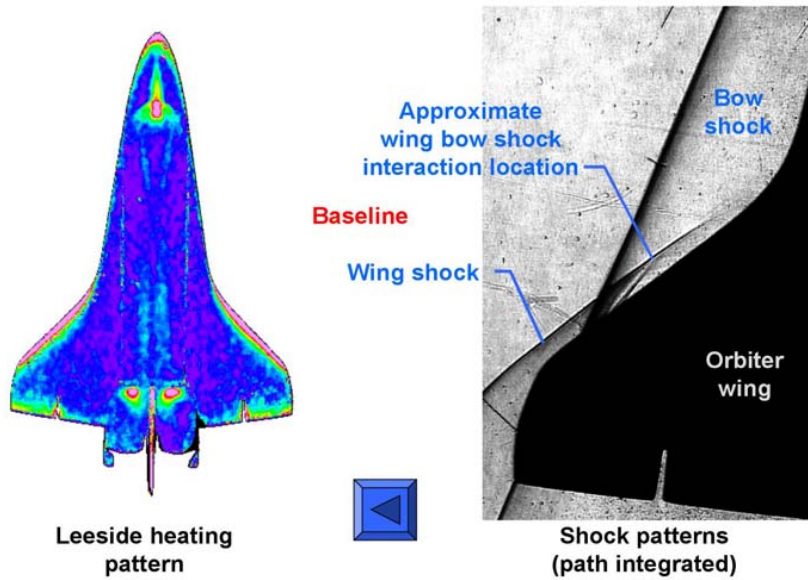 Approximate
wing bow shock
interaction location
Bow
shock
Baseline
Wing shock
Orbiter
wing
Leeside heating
pattern
Shock patterns
(path integrated)